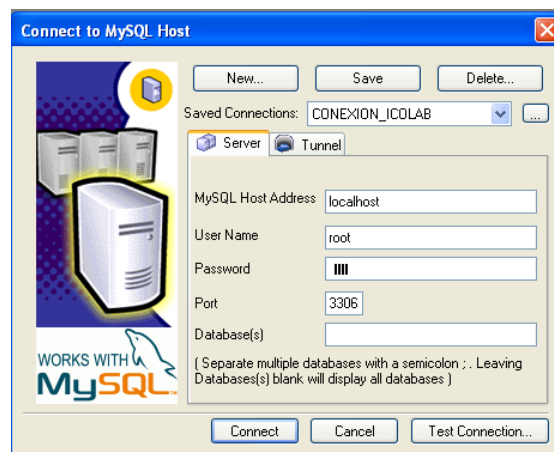 Connect to MySQL Host
New...
Save
Delete...
Saved Connections: CONEXION_ICOLAB
...
Server
Tunnel
MySQL Host Address localhost
User Name root
Password
Port 3306
Database(s)
( Separate multiple databases with a semicolon ; . Leaving
Databases(s) blank will display all databases )
WORKS WITH
MySQL
Connect
Cancel
Test Connection...